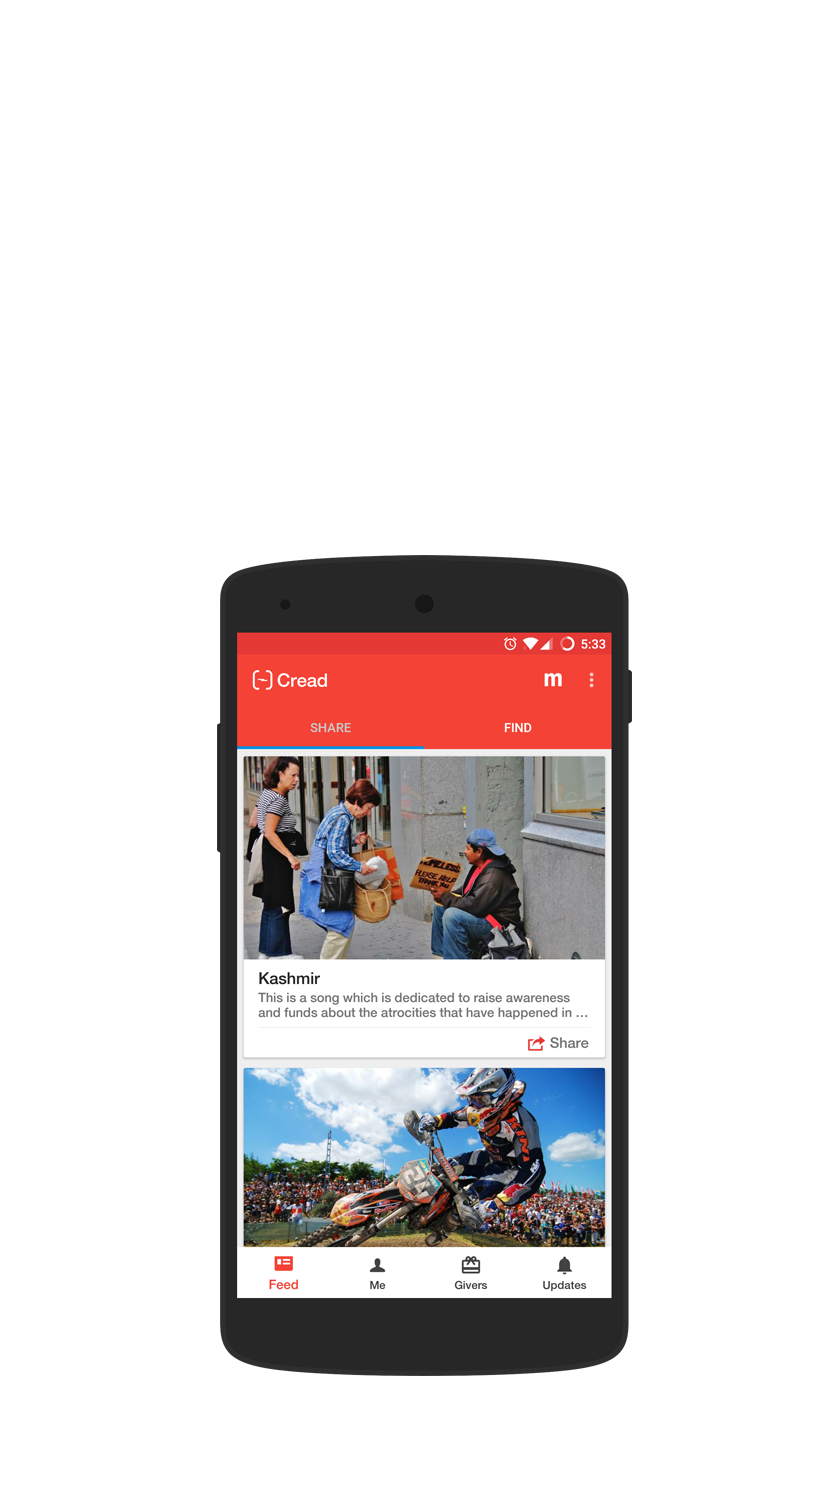 5:33
Cread
m
SHARE
FIND
HOMELESS
PLEASE HELP
THANK YOU
Kashmir
This is a song which is dedicated to raise awareness
and funds about the atrocities that have happened in ...
Share
Feed
Me
Givers
Updates